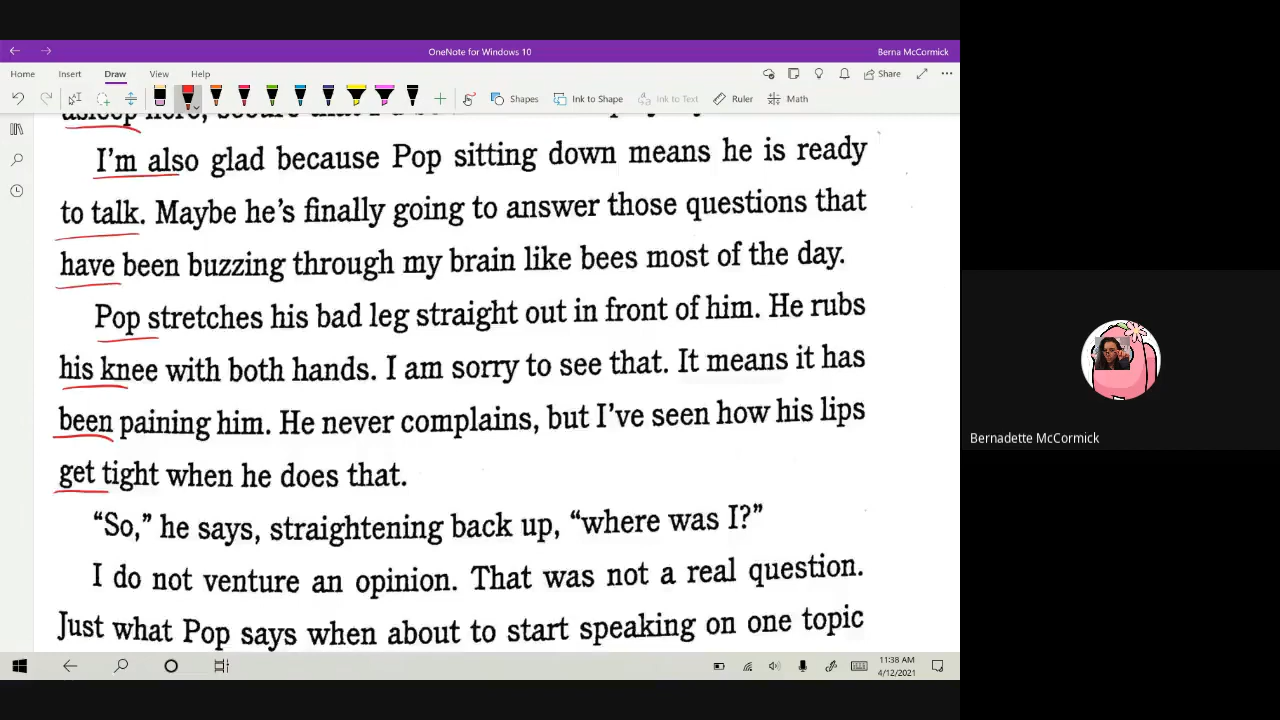 OneNote for Windows 10
Berna McCormick
Home Insert Draw View Help
Share
Shapes Ink to Shape Ink to Text Ruler Math
asleep here, secure that I'd
I'm also glad because Pop sitting down means he is ready
to talk. Maybe he's finally going to answer those questions that
have been buzzing through my brain like bees most of the day.
Pop stretches his bad leg straight out in front of him. He rubs
his knee with both hands. I am sorry to see that. It means it has
been paining him. He never complains, but I've seen how his lips
get tight when he does that.
"So," he says, straightening back up, "where was I?"
I do not venture an opinion. That was not a real question.
Just what Pop says when about to start speaking on one topic
Bernadette McCormick
11:38 AM
4/12/2021